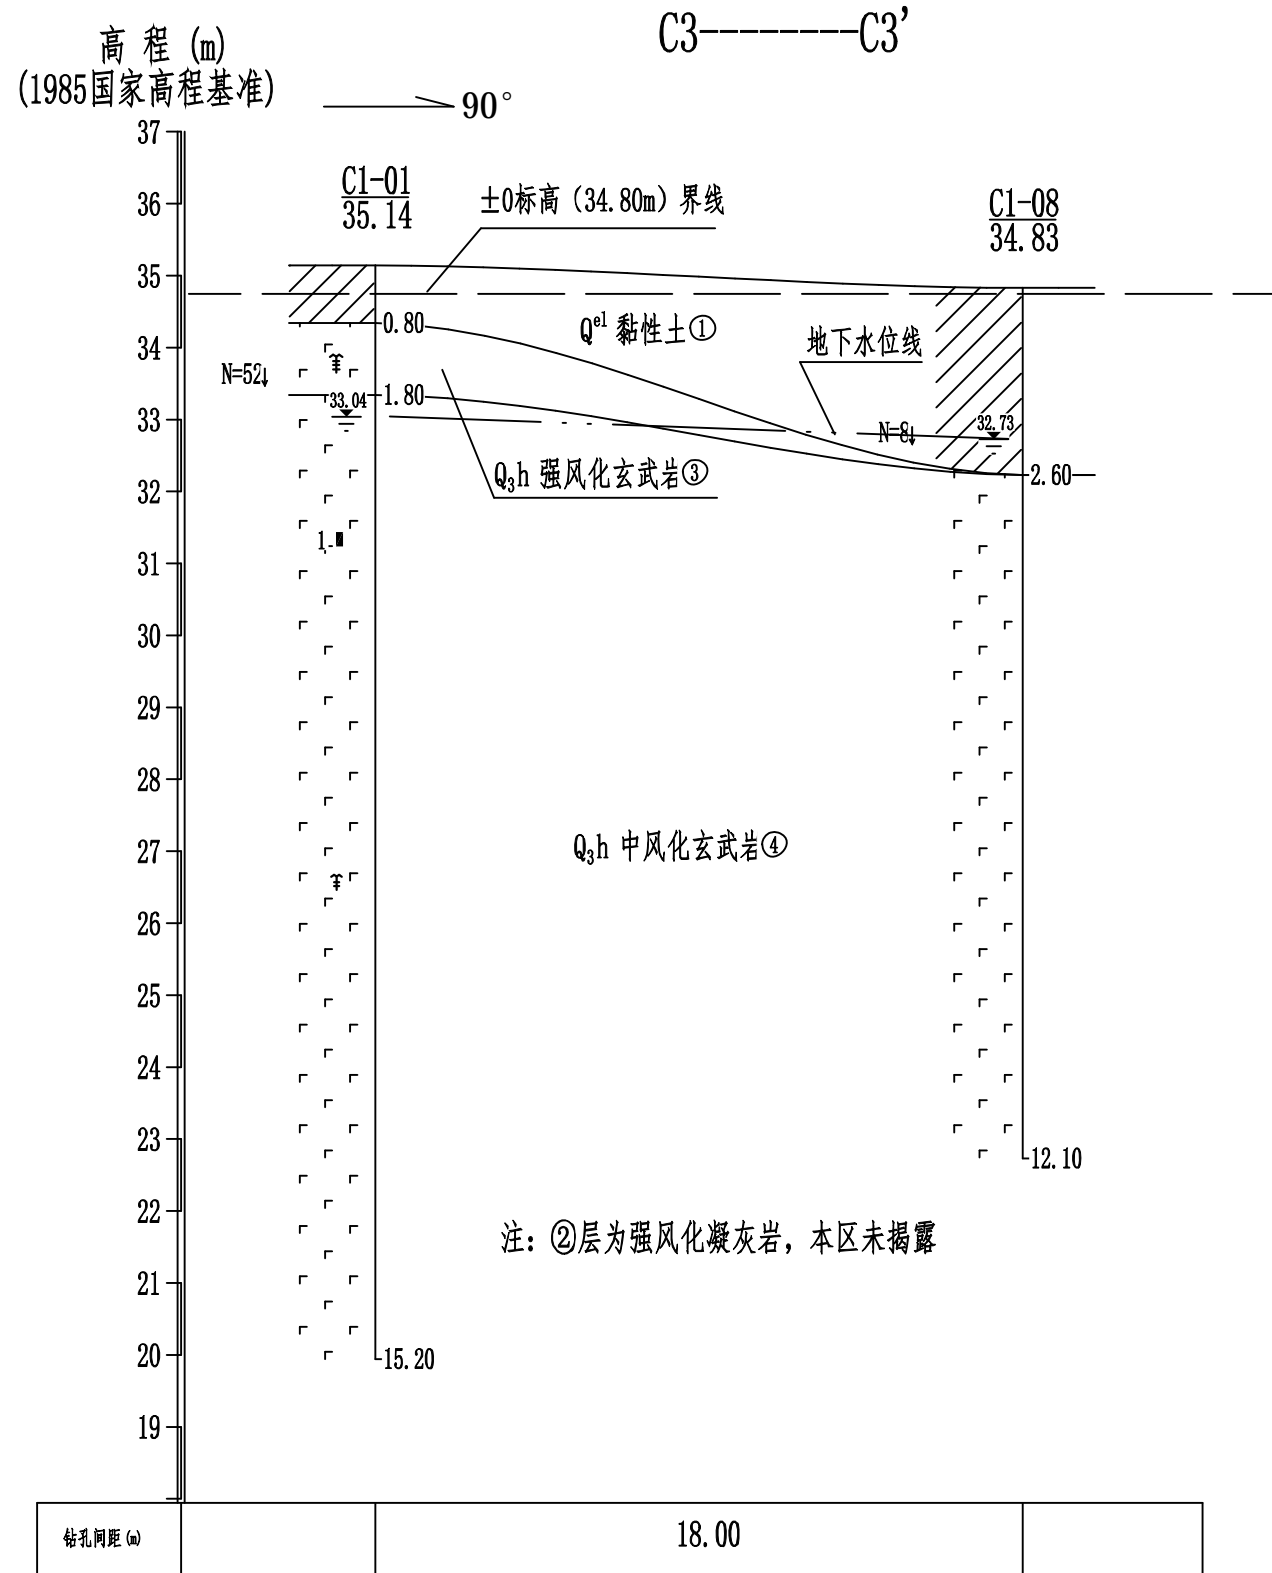 C3--------C3'
高 程 (m)
(1985国家高程基准)
90°
37
36
35
34
33
32
31
30
29
28
27
26
25
24
23
22
21
20
19
C1-01
35.14
±0标高（34.80m）界线
C1-08
34.83
0.80
Qel 黏性土①
地下水位线
N=52
1.80
33.04
N=8
32.73
Q3h 强风化玄武岩③
2.60
1-
Q3h 中风化玄武岩④
12.10
注：②层为强风化凝灰岩，本区未揭露
15.20
钻孔间距(m)
18.00